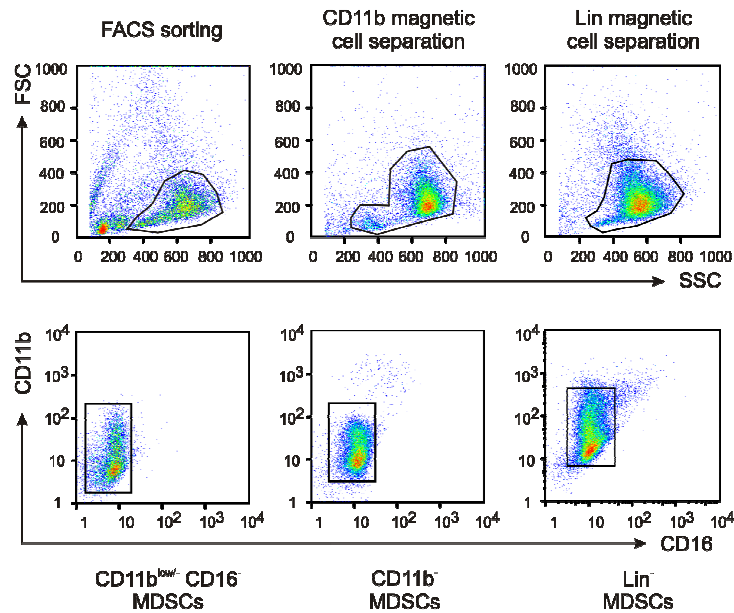 FACS sorting
CD11b magnetic
cell separation
Lin magnetic
cell separation
FSC
1000
800
600
400
200
0
0 200 400 600 800 1000
1000
800
600
400
200
0
0 200 400 600 800 1000
1000
800
600
400
200
0
0 200 400 600 800 1000
SSC
CD11b
10⁴
10³
10²
10
1
1 10 10² 10³ 10⁴
10⁴
10³
10²
10
1
1 10 10² 10³ 10⁴
10⁴
10³
10²
10
1
1 10 10² 10³ 10⁴
CD16
CD11b^low/- CD16⁻
MDSCs
CD11b⁻
MDSCs
Lin⁻
MDSCs